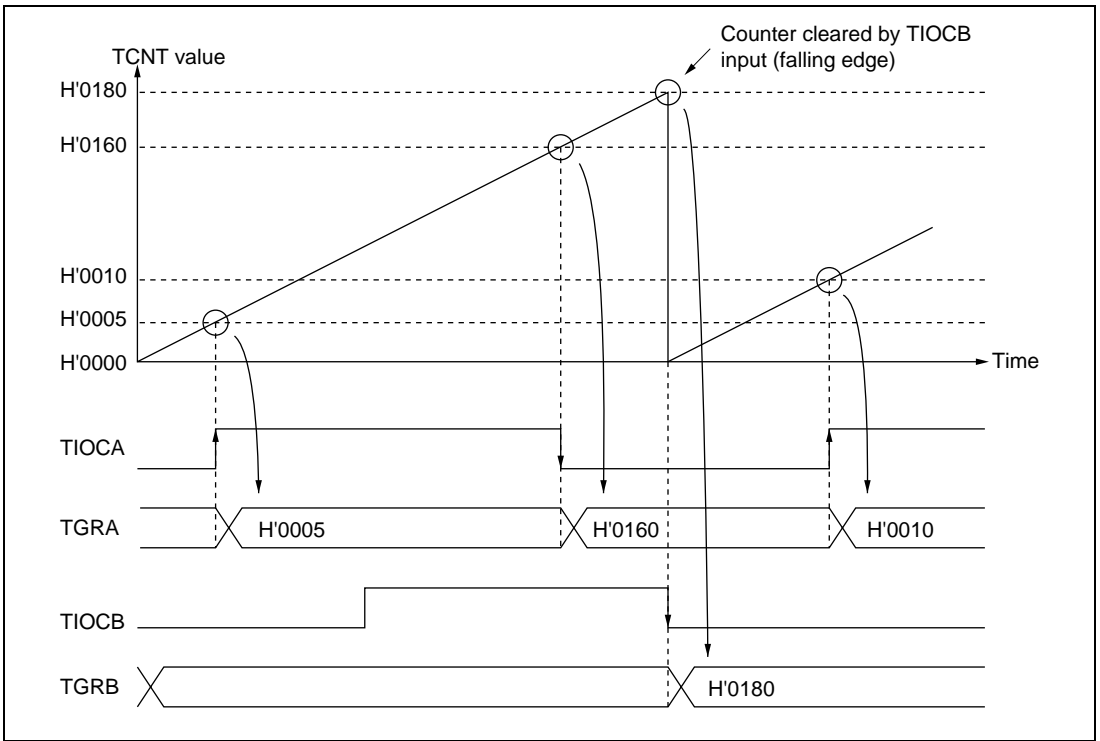 Counter cleared by TIOCB
input (falling edge)
TCNT value
H'0180
H'0160
H'0010
H'0005
H'0000
Time
TIOCA
TGRA
H'0005
H'0160
H'0010
TIOCB
TGRB
H'0180